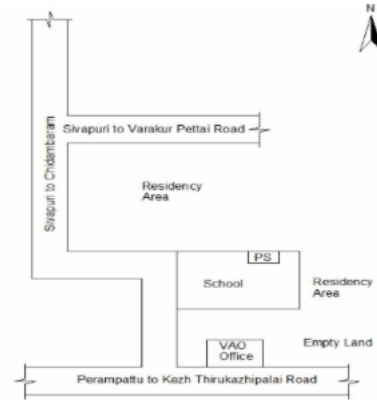 N
Sivapuri to Chidambaram
Sivapuri to Varakur Pettai Road
Residency
Area
PS
School
Residency
Area
VAO
Office
Empty Land
Perampattu to Kezh Thirukazhipalai Road